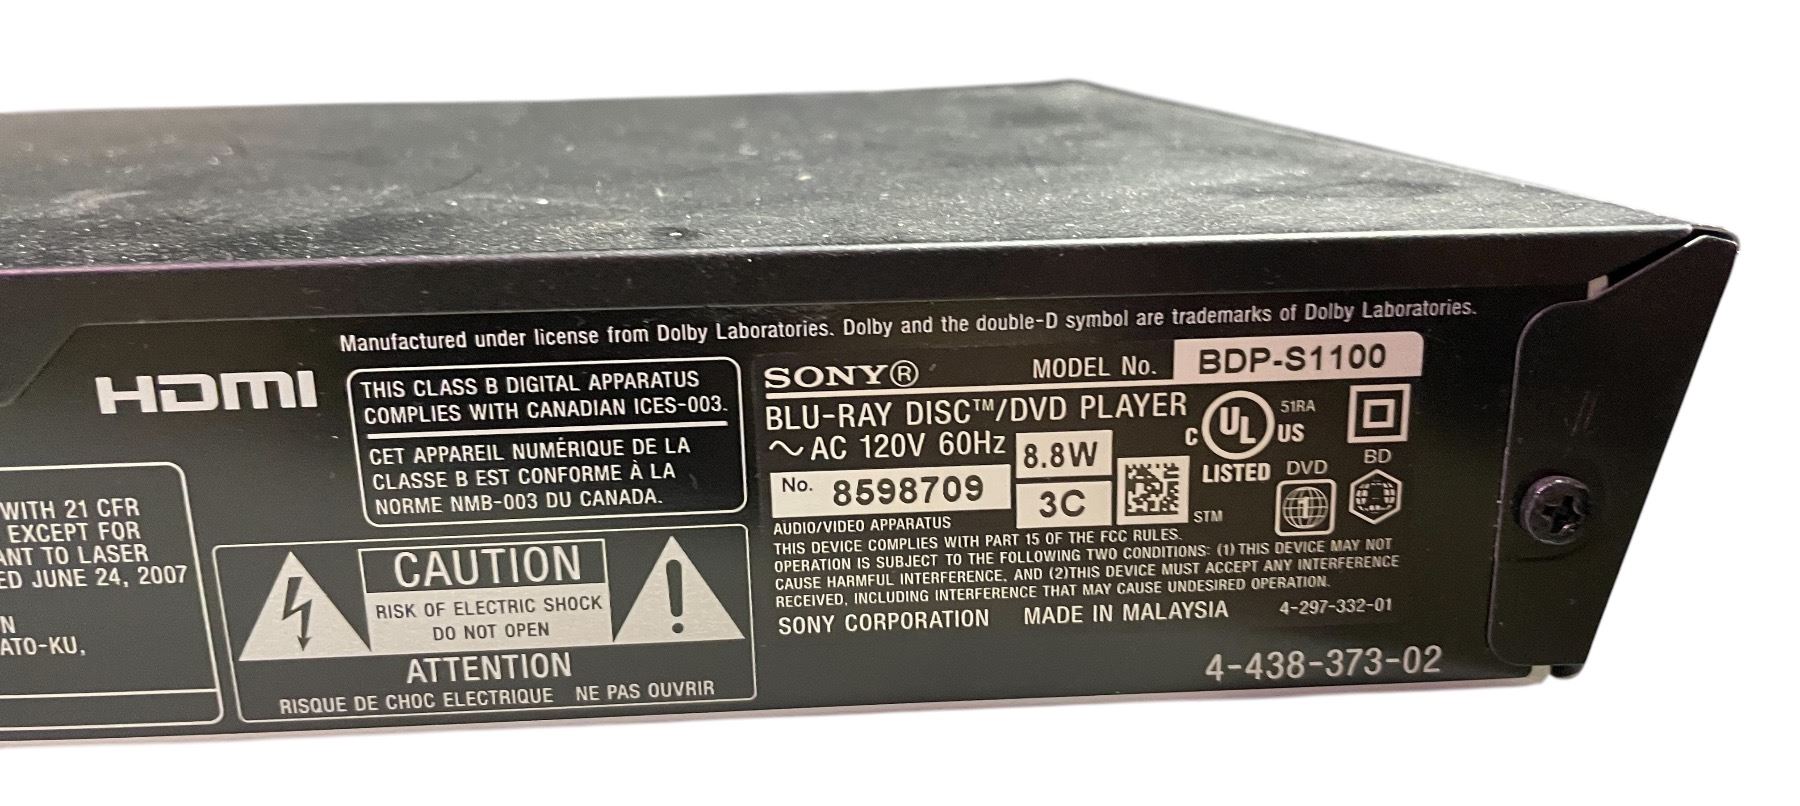 Manufactured under license from Dolby Laboratories. Dolby and the double-D symbol are trademarks of Dolby Laboratories.
HDMI
THIS CLASS B DIGITAL APPARATUS
COMPLIES WITH CANADIAN ICES-003.
CET APPAREIL NUMÉRIQUE DE LA
CLASSE B EST CONFORME À LA
NORME NMB-003 DU CANADA.
WITH 21 CFR
EXCEPT FOR
ANT TO LASER
ED JUNE 24, 2007
N
ATO-KU,
CAUTION
RISK OF ELECTRIC SHOCK
DO NOT OPEN
ATTENTION
RISQUE DE CHOC ELECTRIQUE NE PAS OUVRIR
SONY® MODEL No. BDP-S1100
BLU-RAY DISC™/DVD PLAYER
~ AC 120V 60Hz 8.8W
No. 8598709 3C
C UL US 51RA
LISTED
STM
DVD
1
BD
AUDIO/VIDEO APPARATUS
THIS DEVICE COMPLIES WITH PART 15 OF THE FCC RULES.
OPERATION IS SUBJECT TO THE FOLLOWING TWO CONDITIONS: (1) THIS DEVICE MAY NOT
CAUSE HARMFUL INTERFERENCE, AND (2)THIS DEVICE MUST ACCEPT ANY INTERFERENCE
RECEIVED, INCLUDING INTERFERENCE THAT MAY CAUSE UNDESIRED OPERATION.
SONY CORPORATION MADE IN MALAYSIA 4-297-332-01
4-438-373-02